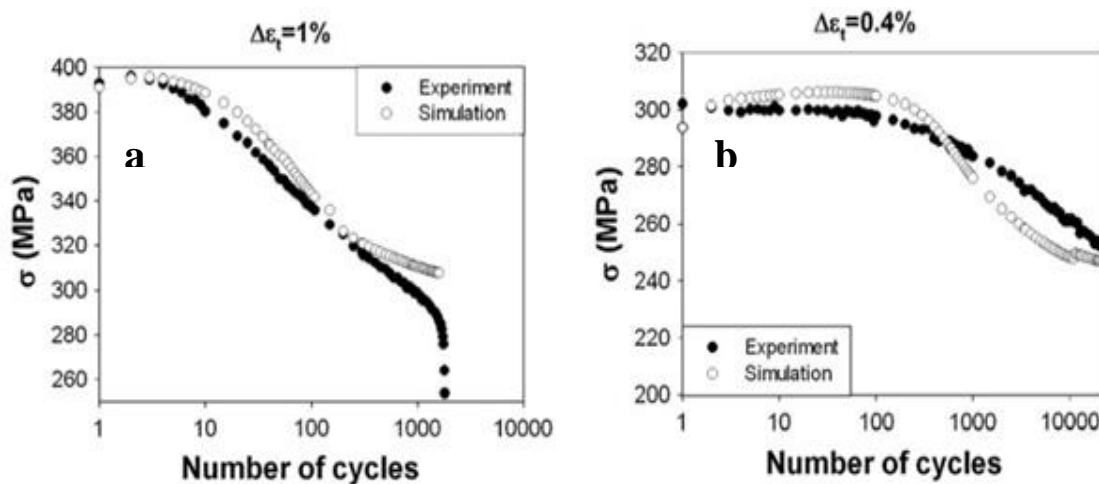 Δεt=1%
400
380
360
340
320
300
280
260
σ (MPa)
Experiment
Simulation
a
1
10
100
1000
10000
Number of cycles
Δεt=0.4%
320
300
280
260
240
220
200
σ (MPa)
b
Experiment
Simulation
1
10
100
1000
10000
Number of cycles